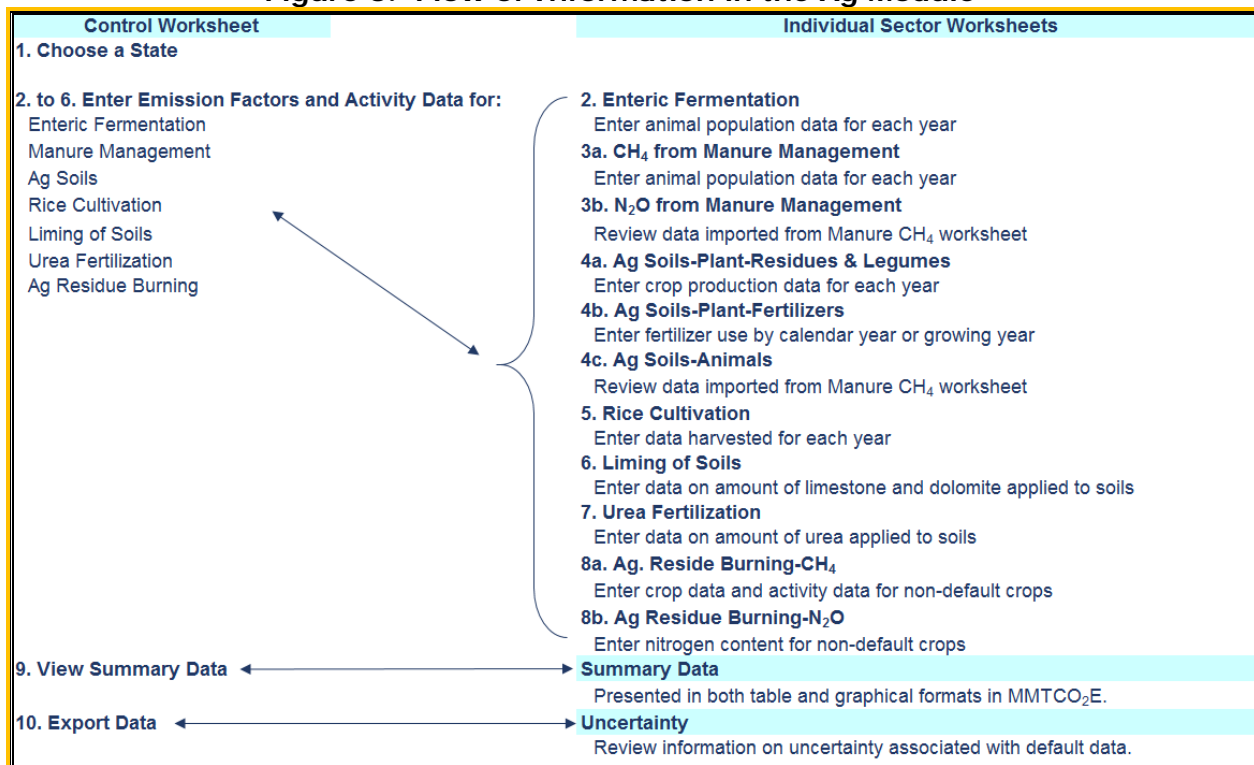 Control Worksheet
Individual Sector Worksheets
1. Choose a State
2. to 6. Enter Emission Factors and Activity Data for:
Enteric Fermentation
Manure Management
Ag Soils
Rice Cultivation
Liming of Soils
Urea Fertilization
Ag Residue Burning
2. Enteric Fermentation
Enter animal population data for each year
3a. CH₄ from Manure Management
Enter animal population data for each year
3b. N₂O from Manure Management
Review data imported from Manure CH₄ worksheet
4a. Ag Soils-Plant-Residues & Legumes
Enter crop production data for each year
4b. Ag Soils-Plant-Fertilizers
Enter fertilizer use by calendar year or growing year
4c. Ag Soils-Animals
Review data imported from Manure CH₄ worksheet
5. Rice Cultivation
Enter data harvested for each year
6. Liming of Soils
Enter data on amount of limestone and dolomite applied to soils
7. Urea Fertilization
Enter data on amount of urea applied to soils
8a. Ag. Reside Burning-CH₄
Enter crop data and activity data for non-default crops
8b. Ag Residue Burning-N₂O
Enter nitrogen content for non-default crops
9. View Summary Data
Summary Data
Presented in both table and graphical formats in MMTCO₂E.
10. Export Data
Uncertainty
Review information on uncertainty associated with default data.